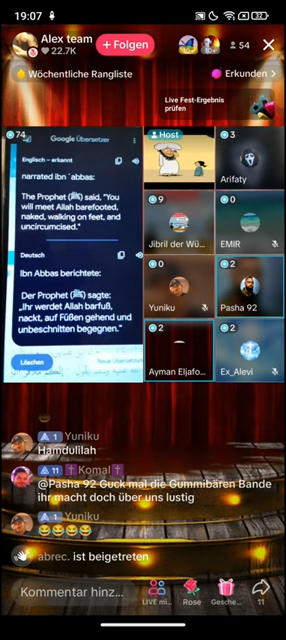 19:07
32
Alex team
22.7K
+ Folgen
54
Wöchentliche Rangliste
Erkunden >
Live Fest-Ergebnis
prüfen
74
Google Übersetzer
Englisch – erkannt
narrated ibn `abbas:
The Prophet (ﷺ) said, "You
will meet Allah barefooted,
naked, walking on feet, and
uncircumcised."
Deutsch
Ibn Abbas berichtete:
Der Prophet (ﷺ) sagte:
„Ihr werdet Allah barfuß,
nackt, auf Füßen gehend und
unbeschnitten begegnen."
Löschen
Neue Übersetzung
Host
3
Arifaty
9
Jibril der Wü...
0
EMIR
0
Yuniku
2
Pasha 92
2
Ayman Eljafo...
2
Ex_Alevi
1 Yuniku
Hamdulilah
11 Komal
@Pasha 92 Guck mal die Gummibären Bande
ihr macht doch über uns lustig
1 Yuniku
😂😂😂😂
abrec. ist beigetreten
Kommentar hinz...
LIVE mi...
Rose
Gesche...
11